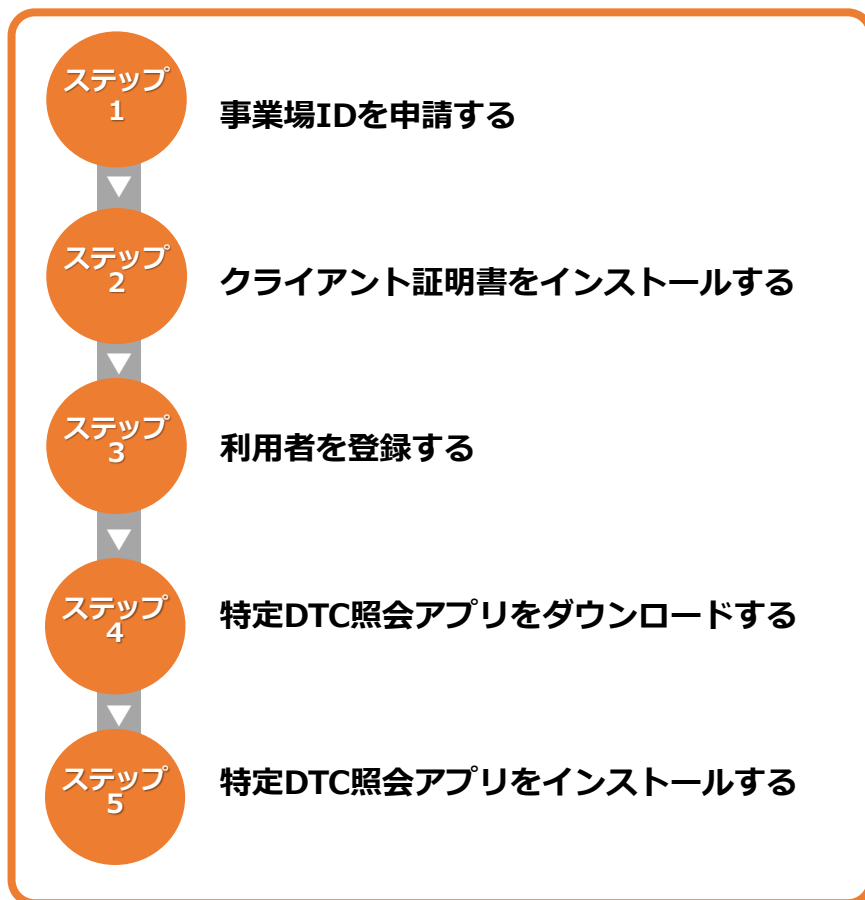 ステップ
1
事業場IDを申請する
▼
ステップ
2
クライアント証明書をインストールする
▼
ステップ
3
利用者を登録する
▼
ステップ
4
特定DTC照会アプリをダウンロードする
▼
ステップ
5
特定DTC照会アプリをインストールする